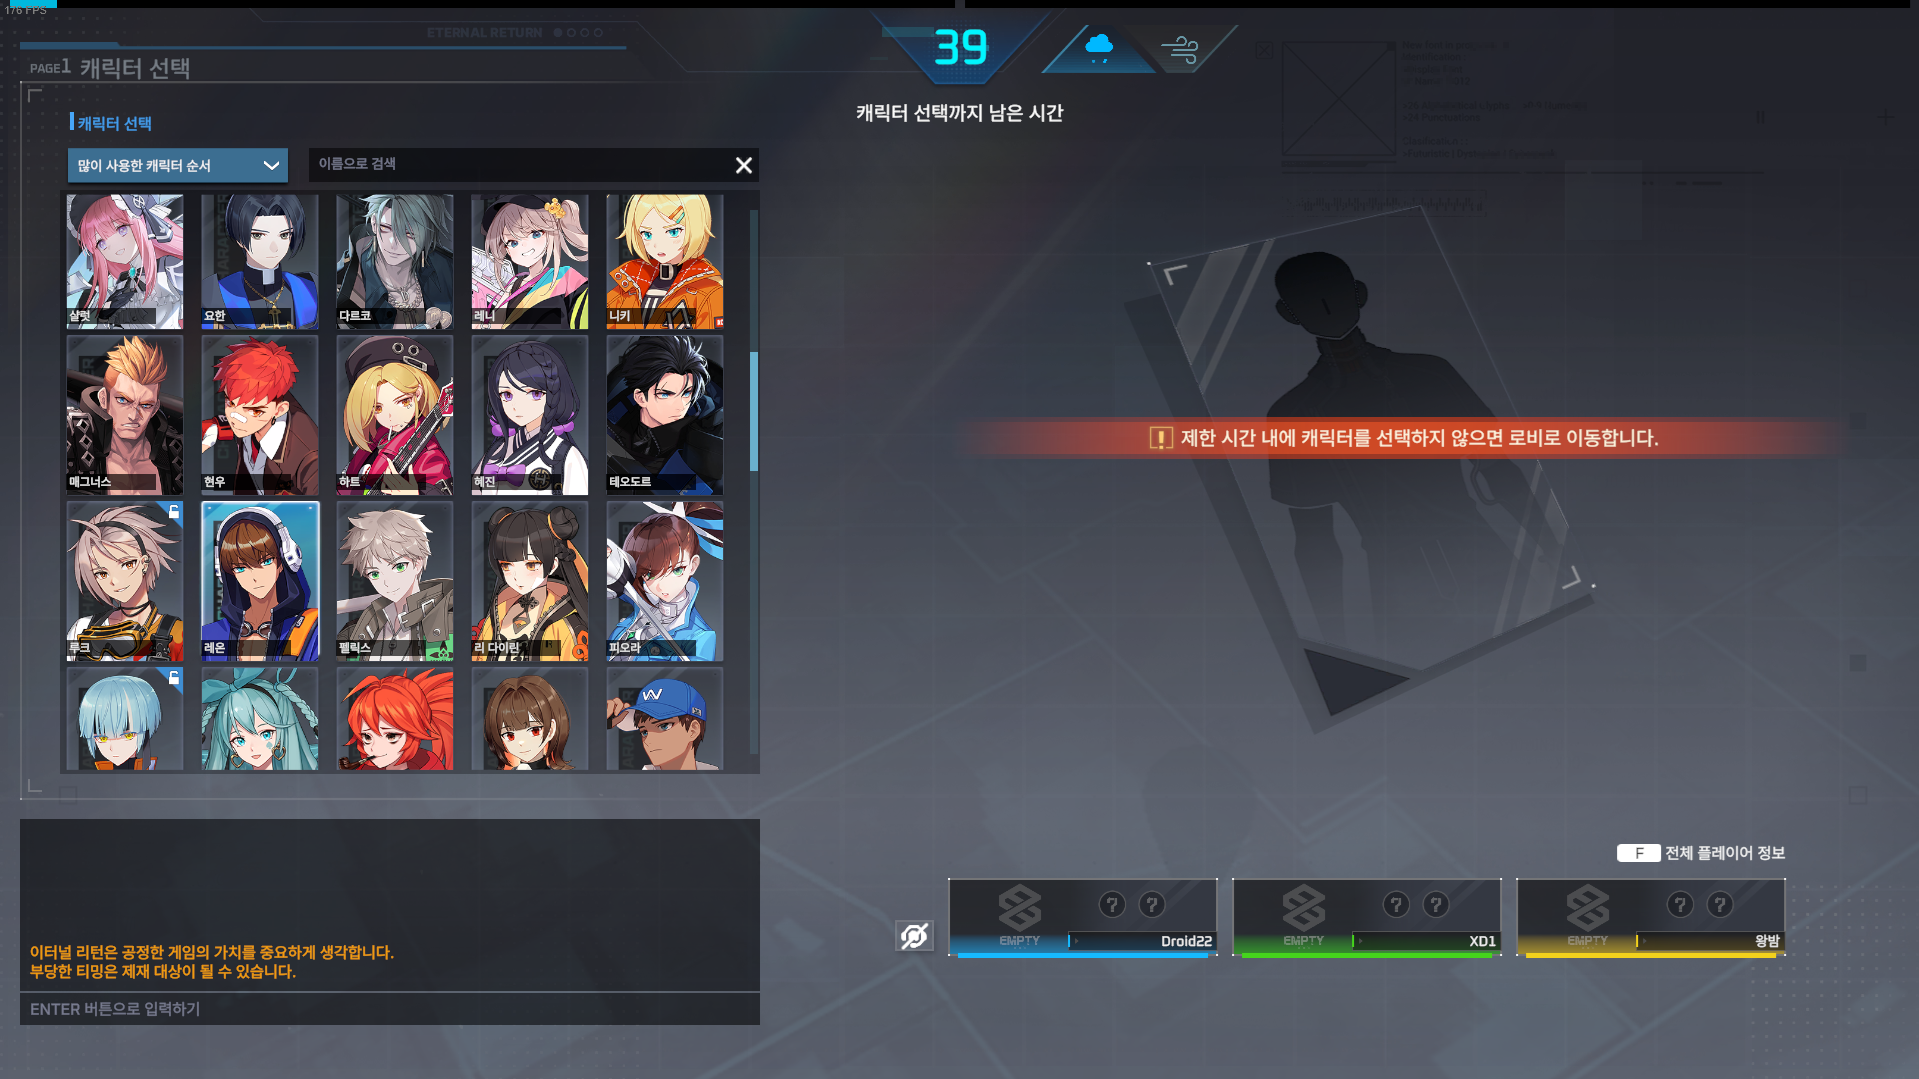 176 FPS
ETERNAL RETURN
PAGE1 캐릭터 선택
39
캐릭터 선택까지 남은 시간
캐릭터 선택
많이 사용한 캐릭터 순서
이름으로 검색
샬럿
요한
다르코
레니
니키
매그너스
현우
하트
혜진
테오도르
루크
레온
펠릭스
리 다이린
피오라
제한 시간 내에 캐릭터를 선택하지 않으면 로비로 이동합니다.
F 전체 플레이어 정보
EMPTY
Droid22
EMPTY
XD1
EMPTY
왕밤
이터널 리턴은 공정한 게임의 가치를 중요하게 생각합니다.
부당한 티밍은 제재 대상이 될 수 있습니다.
ENTER 버튼으로 입력하기